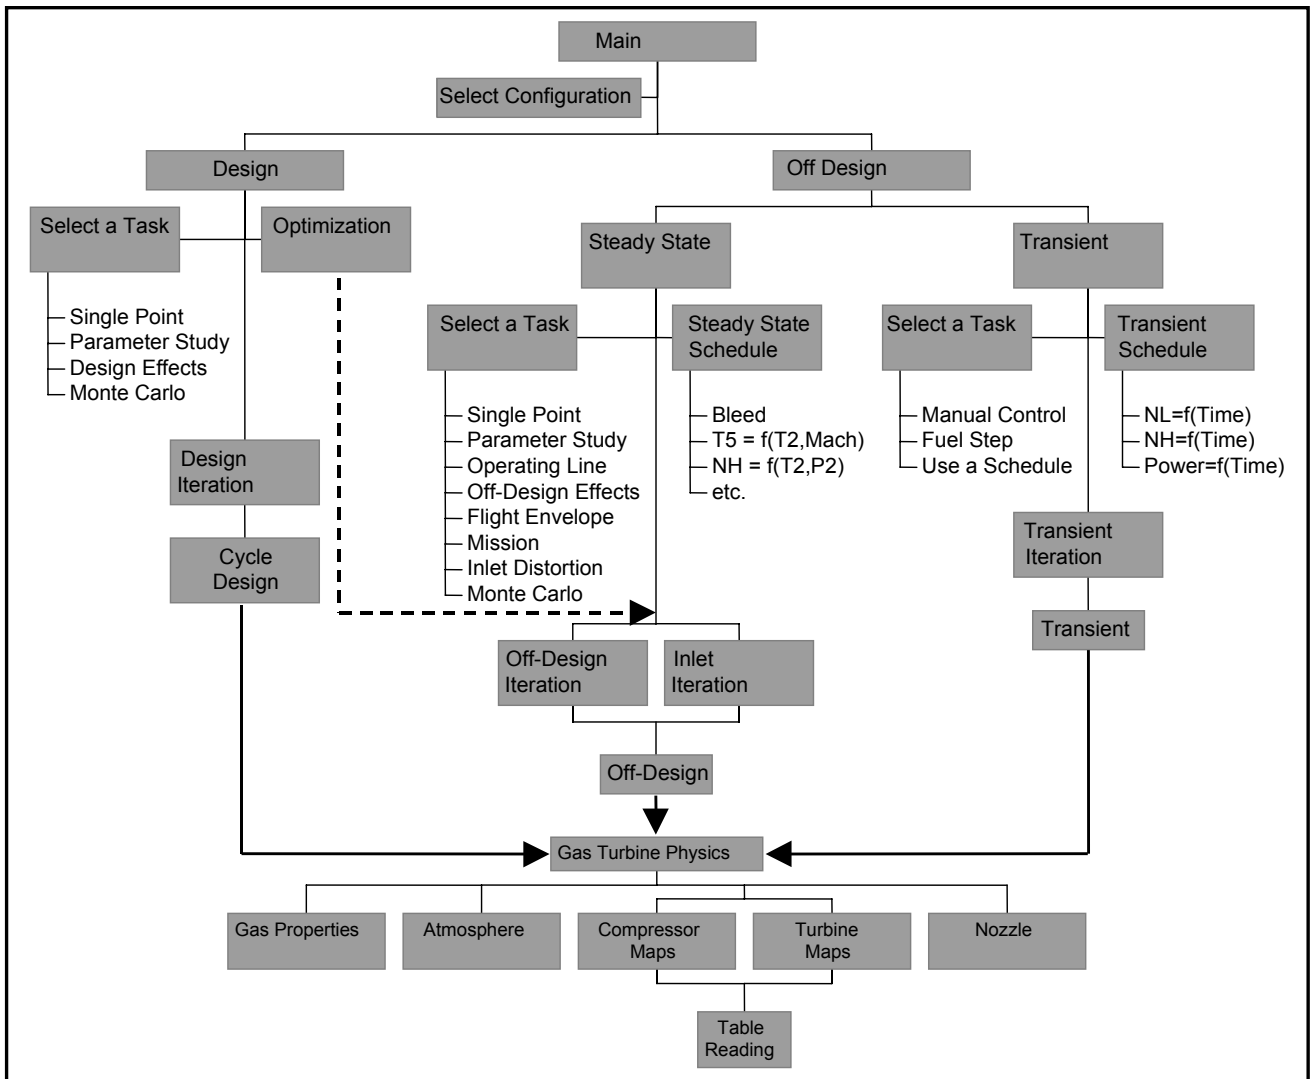 Main
Select Configuration
Design
Off Design
Select a Task
Optimization
Single Point
Parameter Study
Design Effects
Monte Carlo
Design
Iteration
Cycle
Design
Steady State
Select a Task
Steady State
Schedule
Single Point
Parameter Study
Operating Line
Off-Design Effects
Flight Envelope
Mission
Inlet Distortion
Monte Carlo
Bleed
T5 = f(T2,Mach)
NH = f(T2,P2)
etc.
Off-Design
Iteration
Inlet
Iteration
Off-Design
Transient
Select a Task
Transient
Schedule
Manual Control
Fuel Step
Use a Schedule
NL=f(Time)
NH=f(Time)
Power=f(Time)
Transient
Iteration
Transient
Gas Turbine Physics
Gas Properties
Atmosphere
Compressor
Maps
Turbine
Maps
Nozzle
Table
Reading